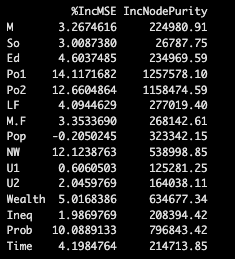 %IncMSE IncNodePurity
M 3.2674616 224980.91
So 3.0087380 26787.75
Ed 4.6037485 234969.59
Po1 14.1171682 1257578.10
Po2 12.6604864 1158474.59
LF 4.0944629 277019.40
M.F 3.3533690 268142.61
Pop -0.2050245 323342.15
NW 12.1238763 538998.85
U1 0.6060503 125281.25
U2 2.0459769 164038.11
Wealth 5.0168386 634677.34
Ineq 1.9869769 208394.42
Prob 10.0889133 796843.42
Time 4.1984764 214713.85